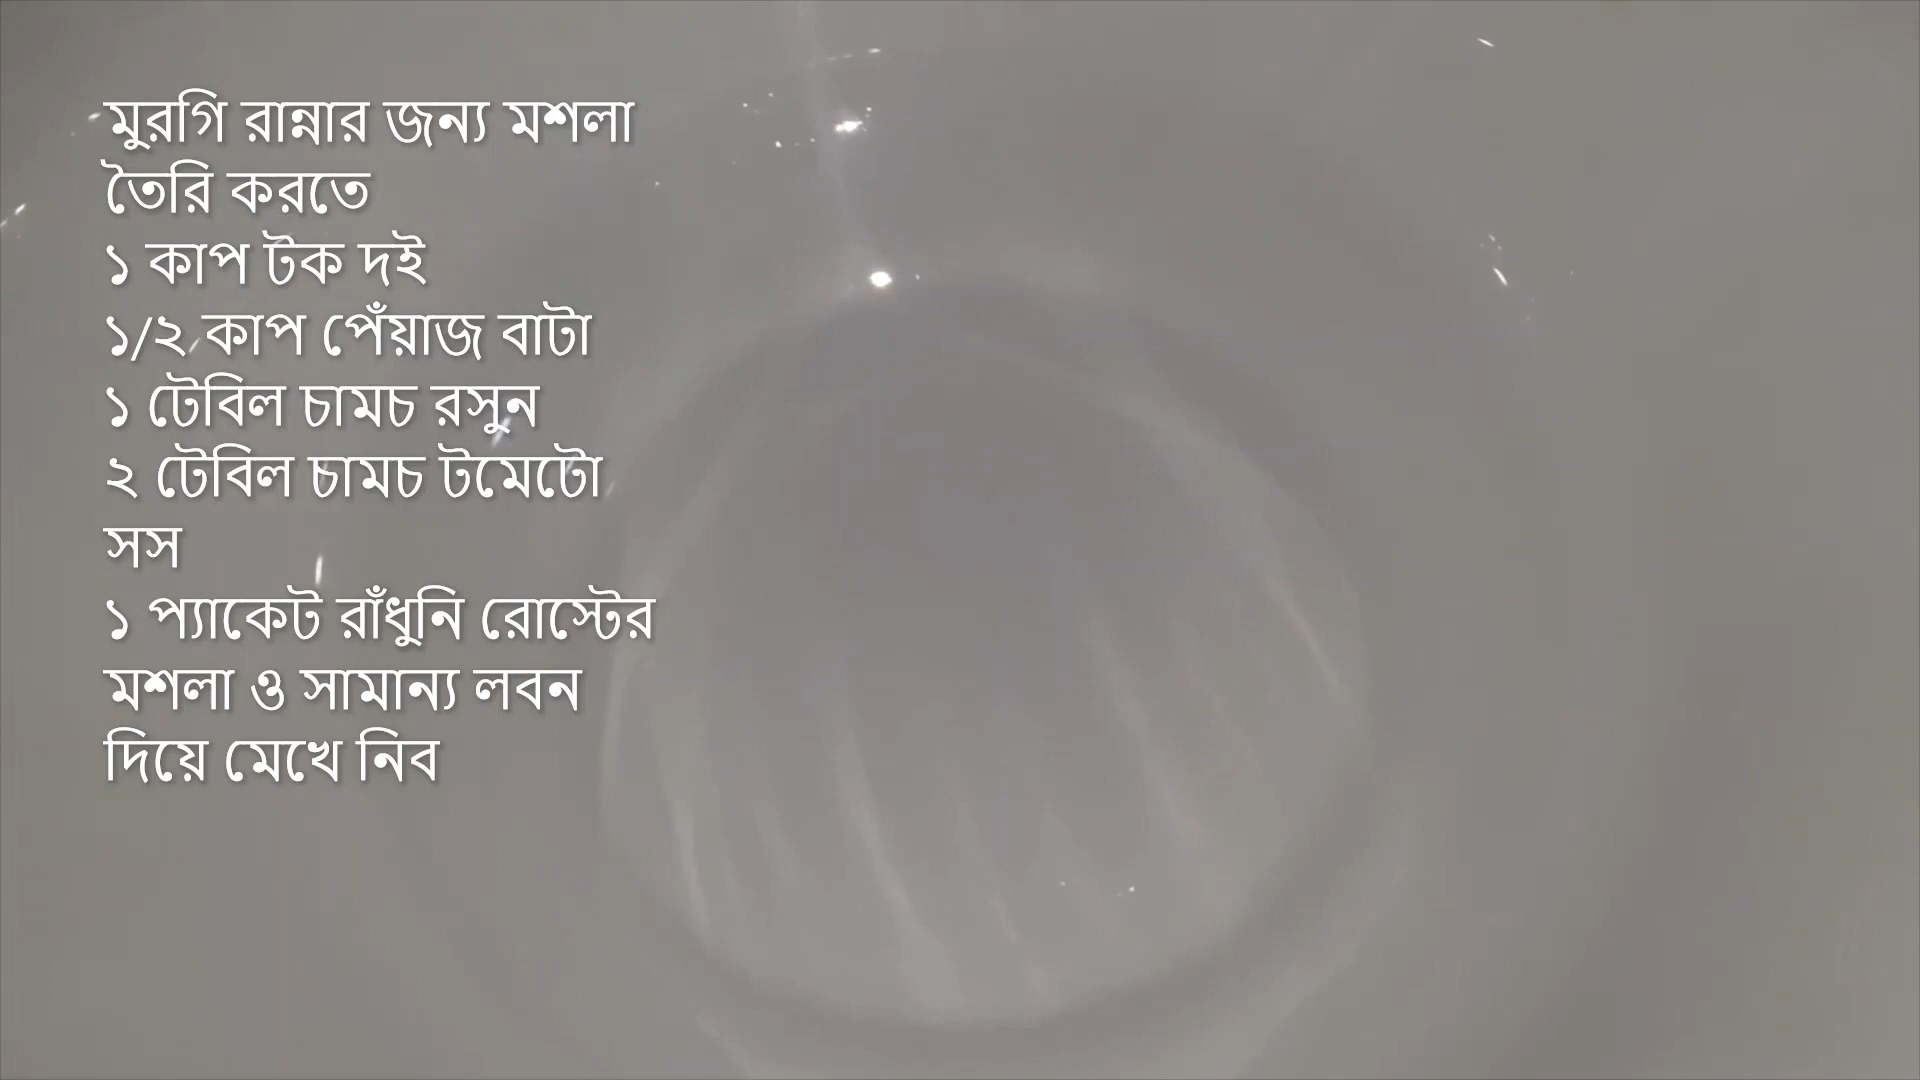 মুরগি রান্নার জন্য মশলা
তৈরি করতে
১ কাপ টক দই
১/২ কাপ পেঁয়াজ বাটা
১ টেবিল চামচ রসুন
২ টেবিল চামচ টমেটো
সস
১ প্যাকেট রাঁধুনি রোস্টের
মশলা ও সামান্য লবন
দিয়ে মেখে নিব